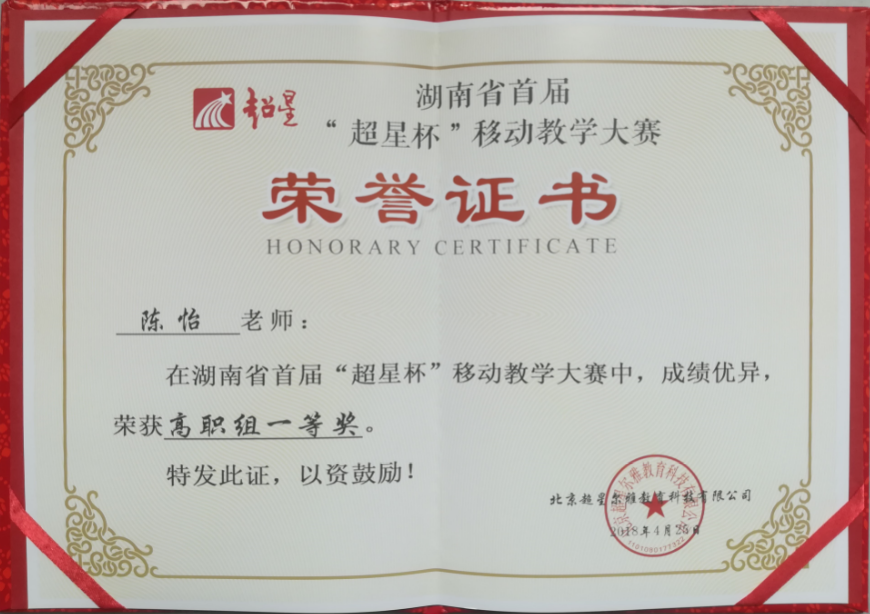 超星
湖南省首届
“超星杯”移动教学大赛
荣誉证书
HONORARY CERTIFICATE
陈怡 老师：
在湖南省首届“超星杯”移动教学大赛中，成绩优异，
荣获高职组一等奖。
特发此证，以资鼓励！
北京超星尔雅教育科技有限公司
2018年4月25日